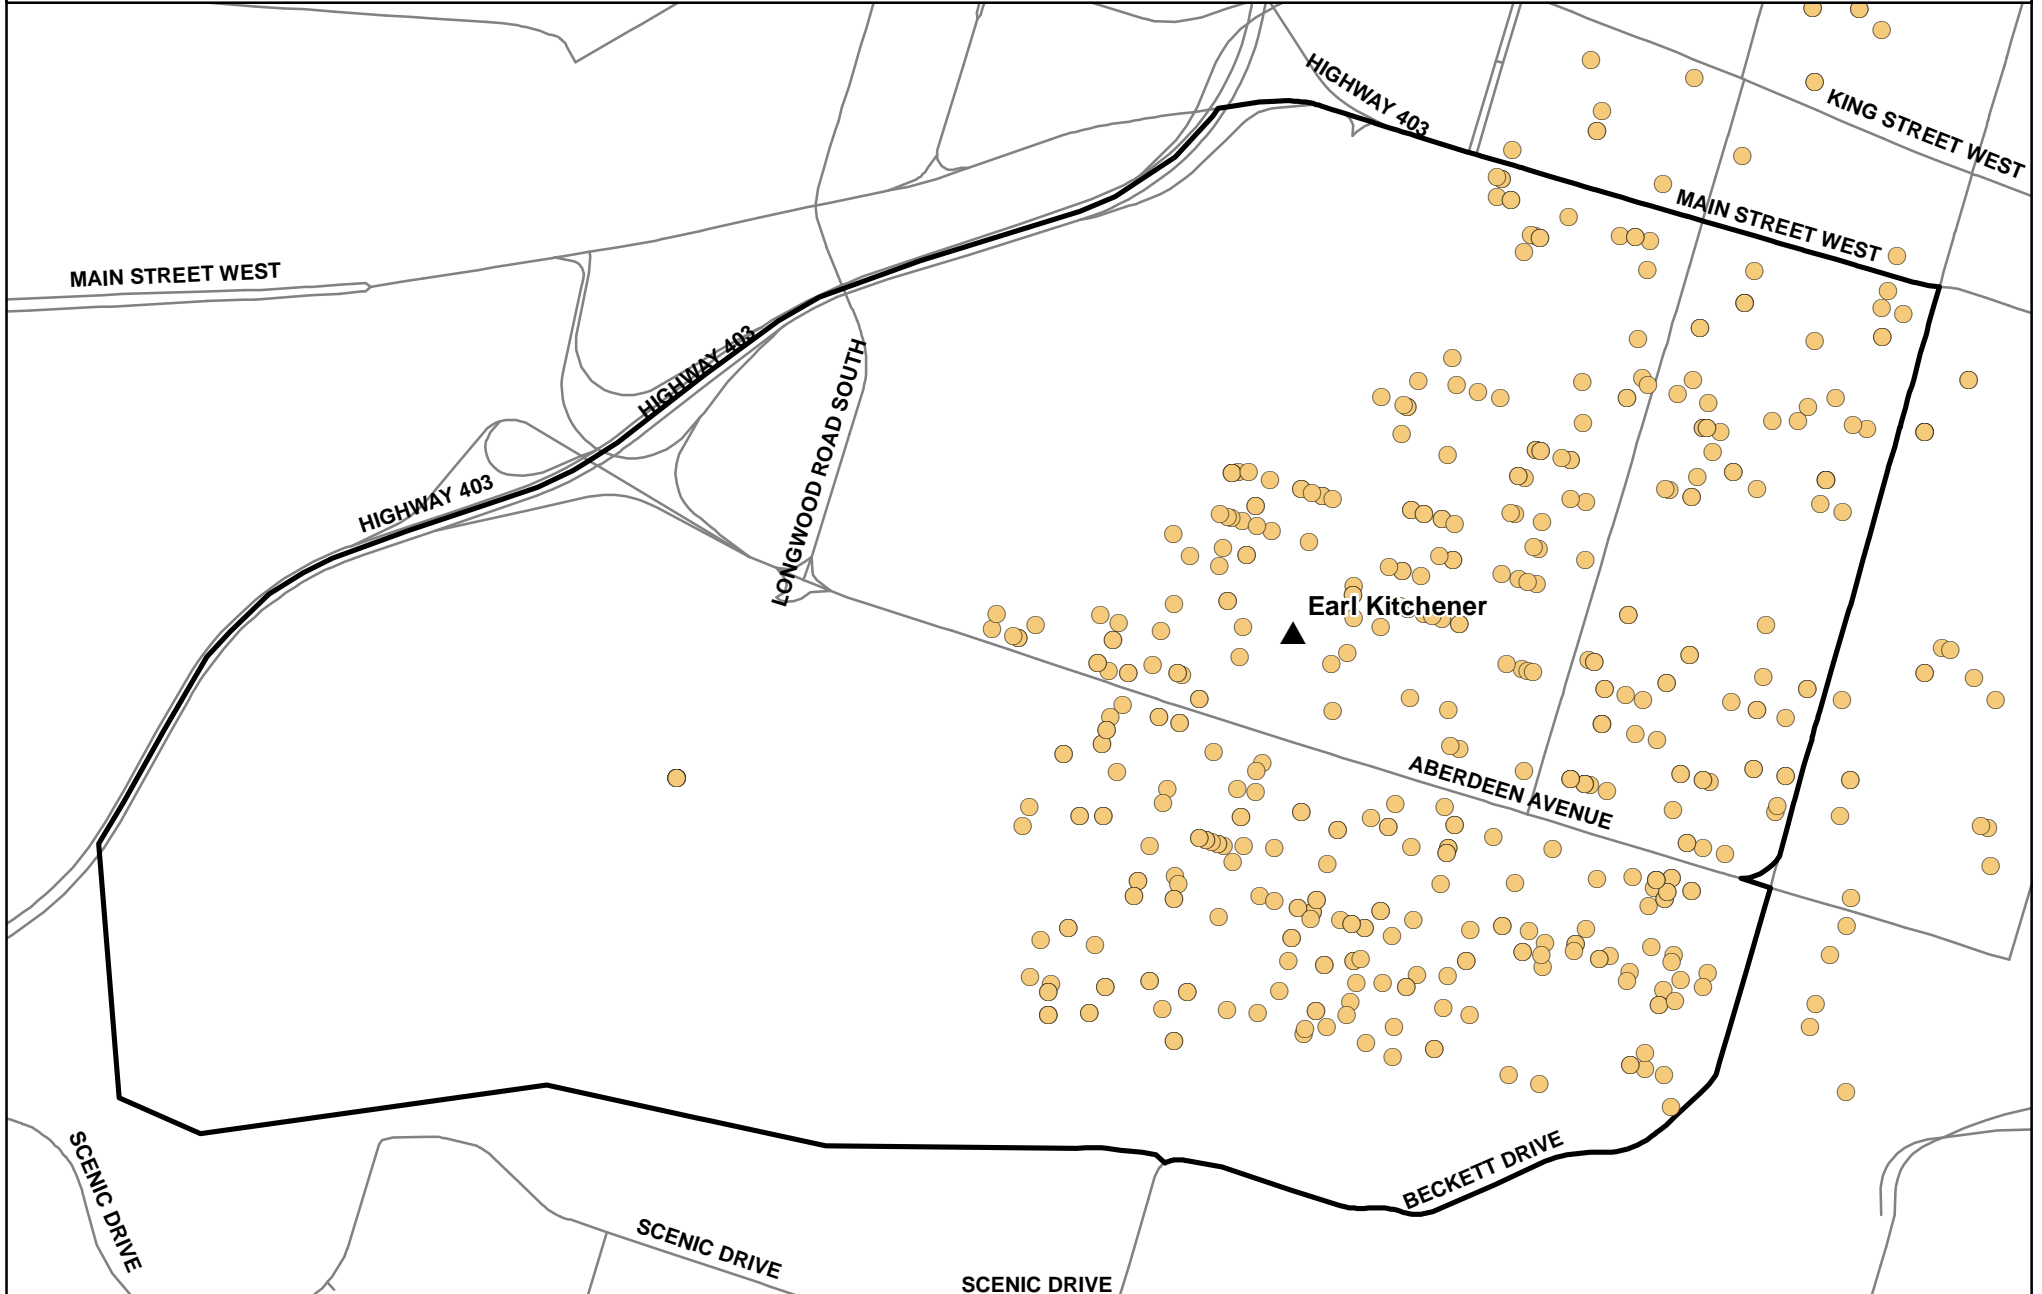 HIGHWAY 403
KING STREET WEST
MAIN STREET WEST
MAIN STREET WEST
HIGHWAY 403
LONGWOOD ROAD SOUTH
HIGHWAY 403
Earl Kitchener
ABERDEEN AVENUE
BECKETT DRIVE
SCENIC DRIVE
SCENIC DRIVE
SCENIC DRIVE